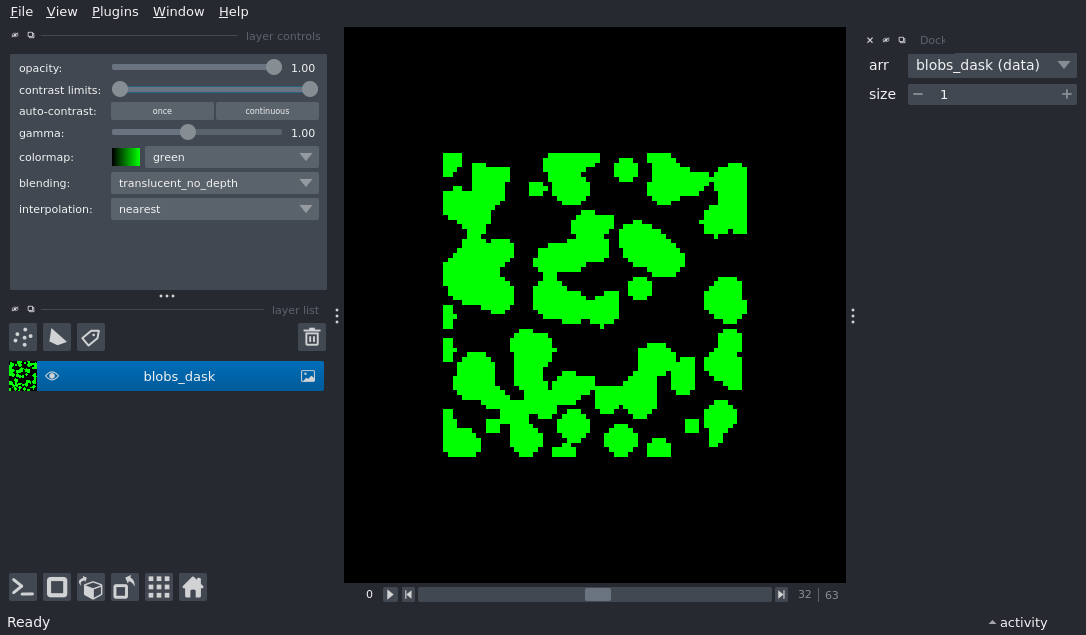 File View Plugins Window Help
layer controls
opacity: 1.00
contrast limits:
auto-contrast: once continuous
gamma: 1.00
colormap: green
blending: translucent_no_depth
interpolation: nearest
layer list
blobs_dask
0 32 63
Ready
Dock
arr blobs_dask (data)
size 1
activity